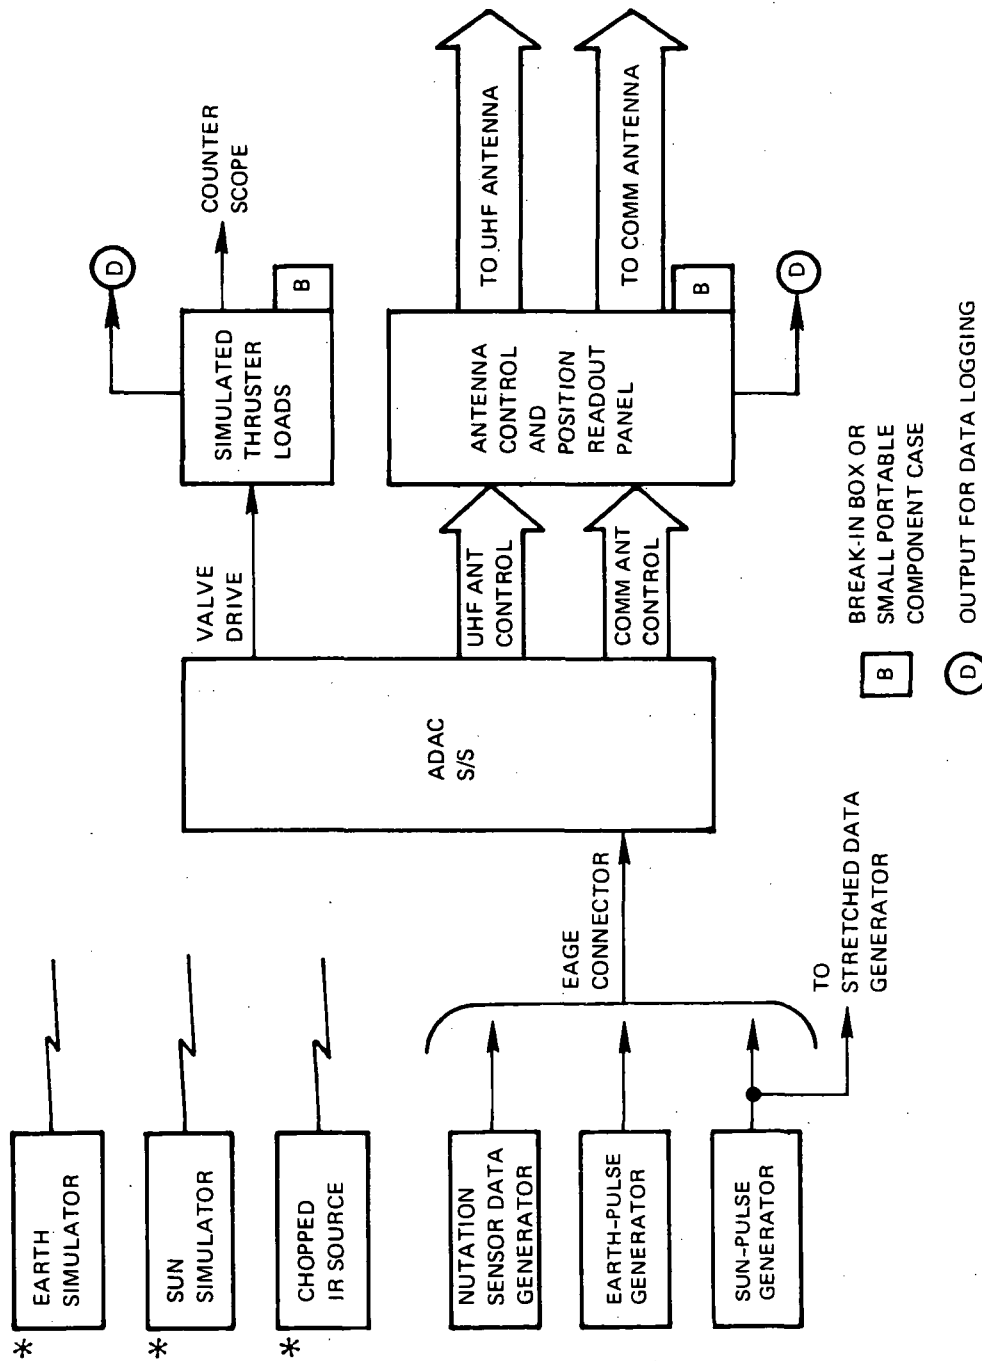 *
EARTH
SIMULATOR
*
SUN
SIMULATOR
*
CHOPPED
IR SOURCE
NUTATION
SENSOR DATA
GENERATOR
EARTH-PULSE
GENERATOR
SUN-PULSE
GENERATOR
EAGE
CONNECTOR
TO
STRETCHED DATA
GENERATOR
ADAC
S/S
VALVE
DRIVE
UHF ANT
CONTROL
COMM ANT
CONTROL
D
SIMULATED
THRUSTER
LOADS
B
COUNTER
SCOPE
ANTENNA
CONTROL
AND
POSITION
READOUT
PANEL
B
D
TO UHF ANTENNA
TO COMM ANTENNA
B
BREAK-IN BOX OR
SMALL PORTABLE
COMPONENT CASE
D
OUTPUT FOR DATA LOGGING